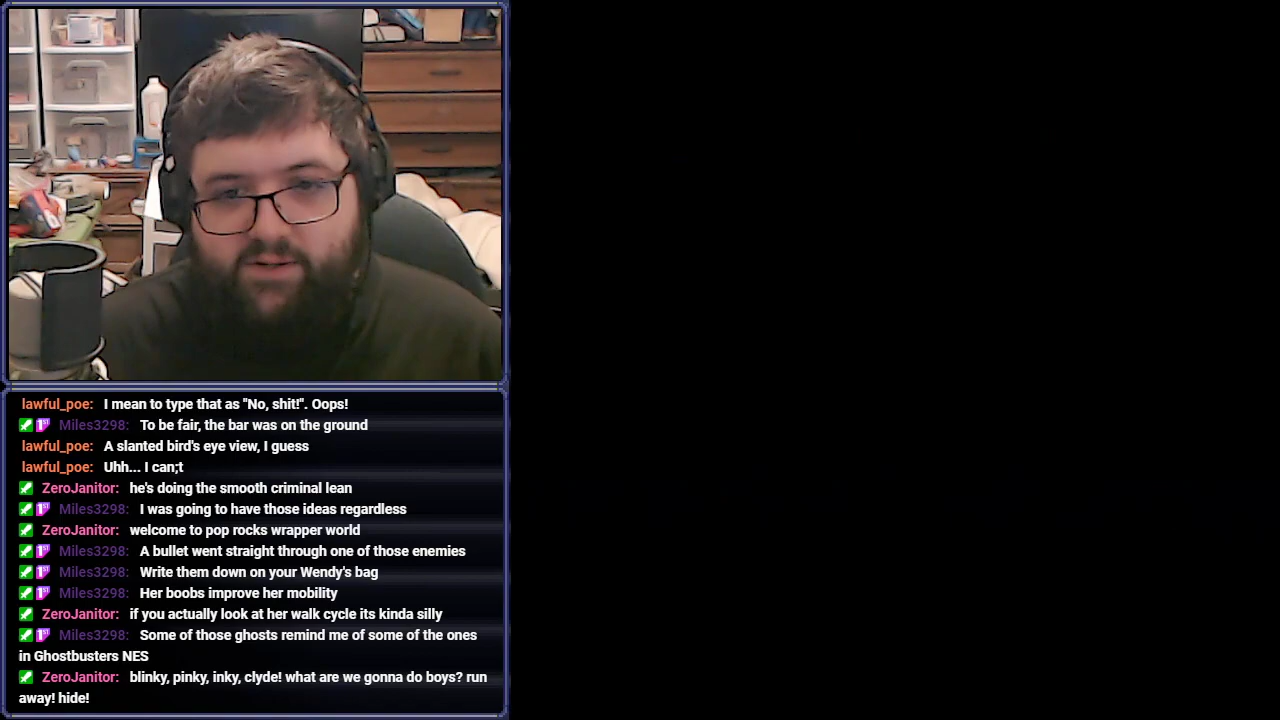 lawful_poe: I mean to type that as "No, shit!". Oops!
Miles3298: To be fair, the bar was on the ground
lawful_poe: A slanted bird's eye view, I guess
lawful_poe: Uhh... I can;t
ZeroJanitor: he's doing the smooth criminal lean
Miles3298: I was going to have those ideas regardless
ZeroJanitor: welcome to pop rocks wrapper world
Miles3298: A bullet went straight through one of those enemies
Miles3298: Write them down on your Wendy's bag
Miles3298: Her boobs improve her mobility
ZeroJanitor: if you actually look at her walk cycle its kinda silly
Miles3298: Some of those ghosts remind me of some of the ones
in Ghostbusters NES
ZeroJanitor: blinky, pinky, inky, clyde! what are we gonna do boys? run
away! hide!